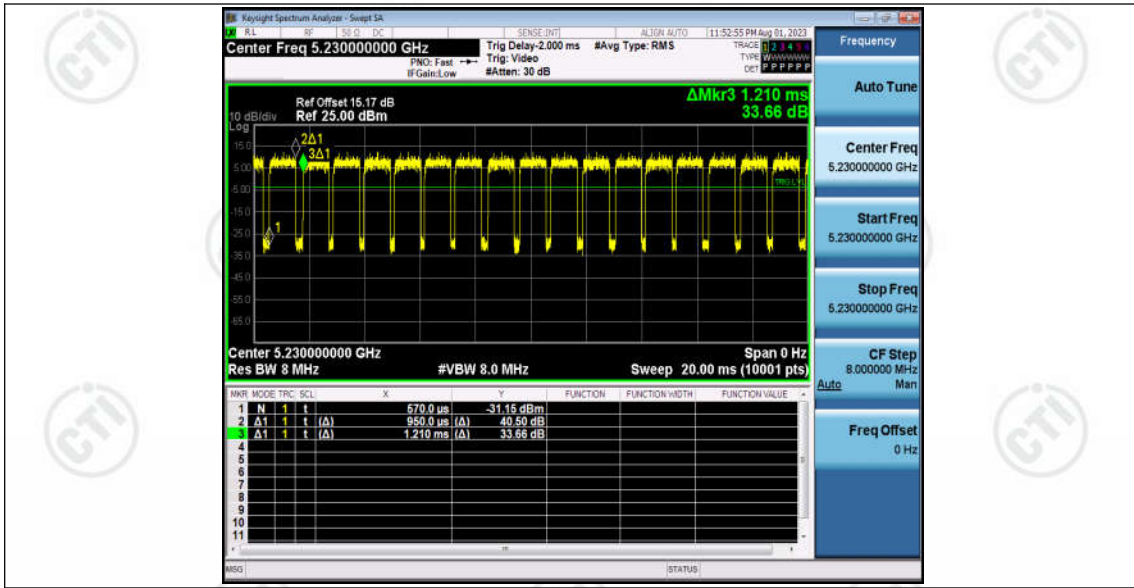 Keysight Spectrum Analyzer - Swept SA
RL RF 50 Ω DC SENSE:INT ALIGN AUTO 11:52:55 PM Aug 01, 2023
Center Freq 5.230000000 GHz
PNO: Fast
IFGain:Low
Trig Delay-2.000 ms
Trig: Video
#Atten: 30 dB
#Avg Type: RMS
TRACE 1 2 3 4 5 6
TYPE WWWWWW
DET P P P P P P
Ref Offset 15.17 dB
10 dB/div Ref 25.00 dBm
Log
ΔMkr3 1.210 ms
33.66 dB
15.0
5.00
-5.00
-15.0
-25.0
-35.0
-45.0
-55.0
-65.0
2Δ1
3Δ1
1
TRIG LVL
Center 5.230000000 GHz Span 0 Hz
Res BW 8 MHz #VBW 8.0 MHz Sweep 20.00 ms (10001 pts)
MKR MODE TRC SCL X Y FUNCTION FUNCTION WIDTH FUNCTION VALUE
1 N 1 t 570.0 µs -31.15 dBm
2 Δ1 1 t (Δ) 950.0 µs (Δ) 40.50 dB
3 Δ1 1 t (Δ) 1.210 ms (Δ) 33.66 dB
4
5
6
7
8
9
10
11
MSG STATUS
Frequency
Auto Tune
Center Freq
5.230000000 GHz
Start Freq
5.230000000 GHz
Stop Freq
5.230000000 GHz
CF Step
8.000000 MHz
Auto Man
Freq Offset
0 Hz
CTI
CTI
CTI
CTI